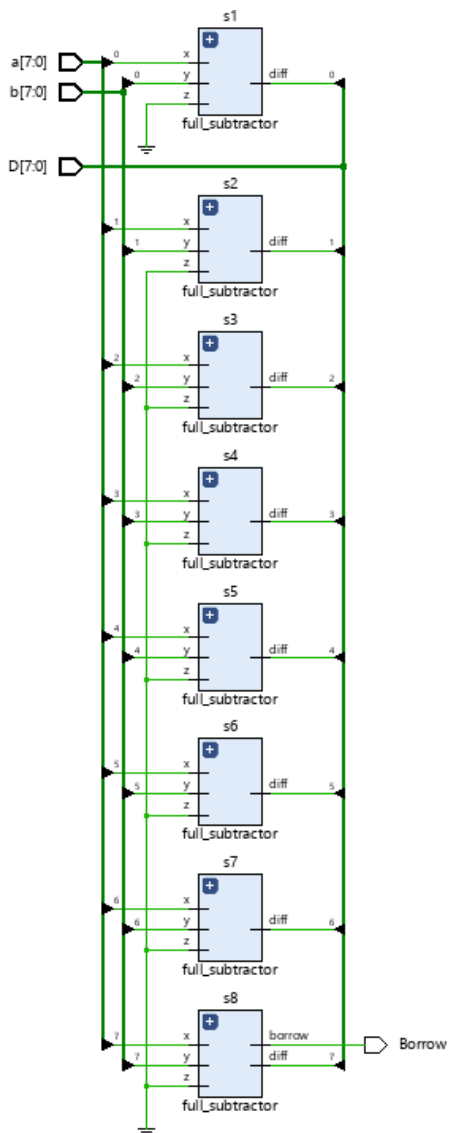 s1
a[7:0]
0
x
b[7:0]
0
y
diff
0
z
full_subtractor
D[7:0]
s2
1
x
1
y
diff
1
z
full_subtractor
s3
2
x
2
y
diff
2
z
full_subtractor
s4
3
x
3
y
diff
3
z
full_subtractor
s5
4
x
4
y
diff
4
z
full_subtractor
s6
5
x
5
y
diff
5
z
full_subtractor
s7
6
x
6
y
diff
6
z
full_subtractor
s8
7
x
borrow
Borrow
7
y
diff
7
z
full_subtractor